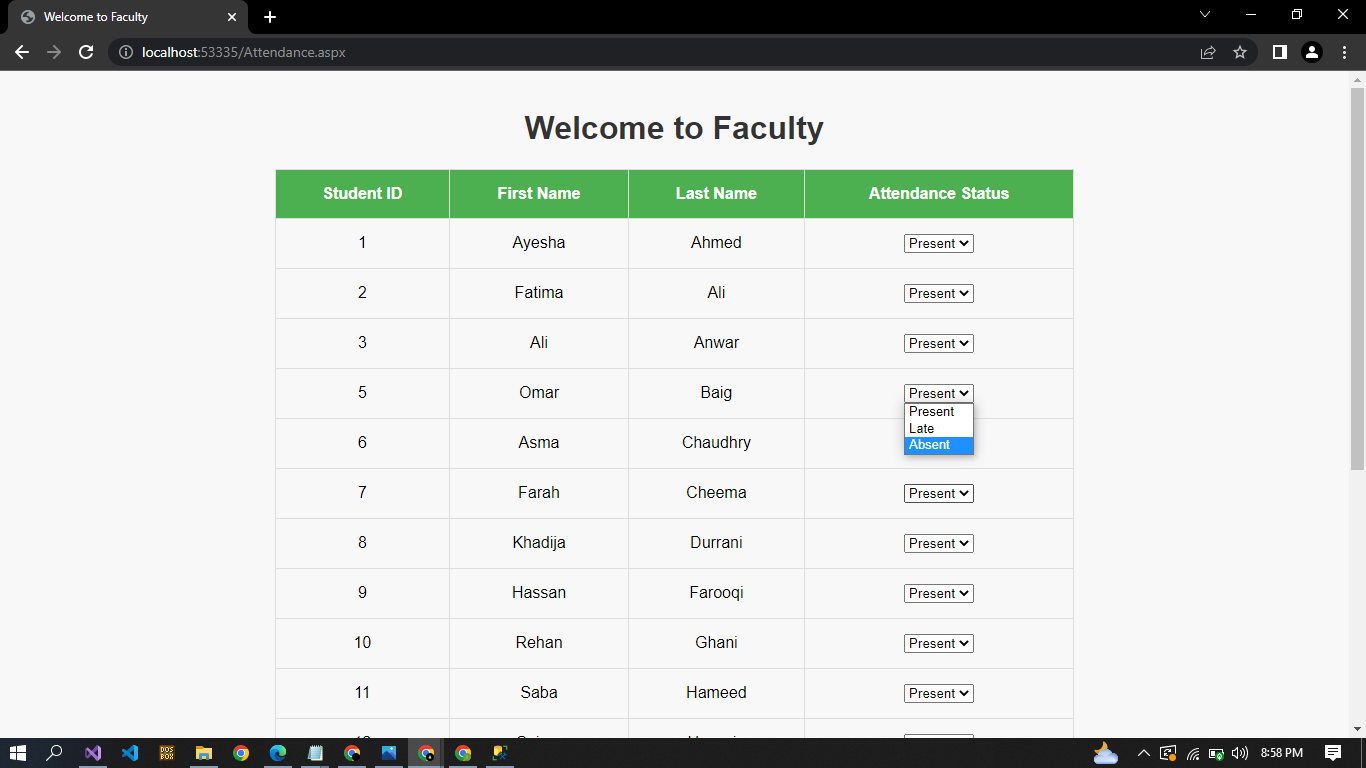 Welcome to Faculty
localhost:53335/Attendance.aspx
Welcome to Faculty
Student ID First Name Last Name Attendance Status
1 Ayesha Ahmed Present
2 Fatima Ali Present
3 Ali Anwar Present
5 Omar Baig Present
Present
Late
Absent
6 Asma Chaudhry
7 Farah Cheema Present
8 Khadija Durrani Present
9 Hassan Farooqi Present
10 Rehan Ghani Present
11 Saba Hameed Present
DOS
BOX
8:58 PM